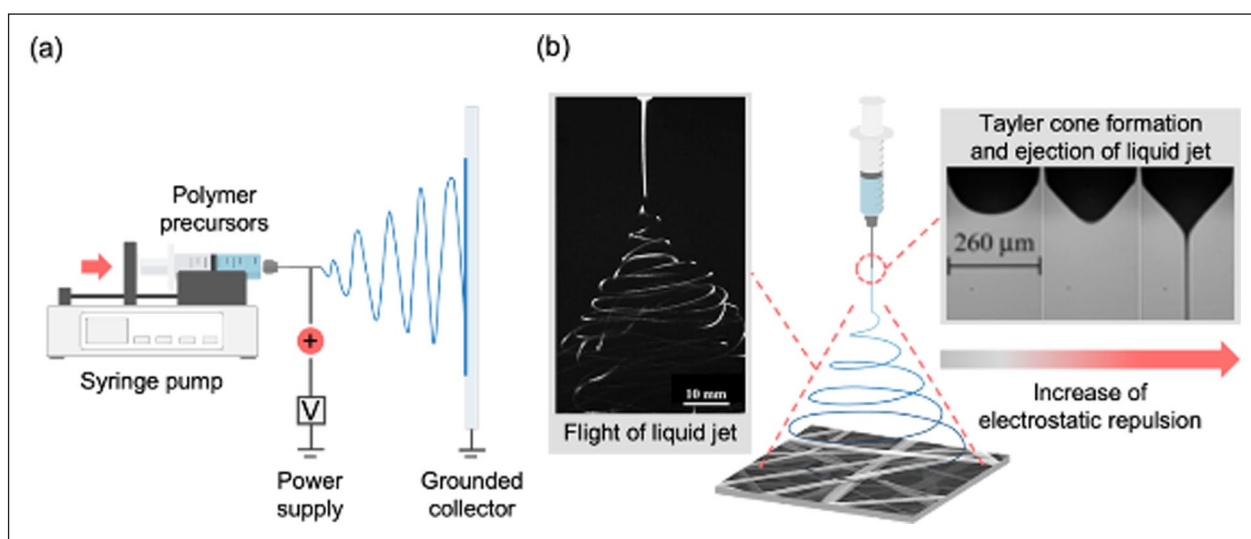 (a)
Polymer
precursors
Syringe pump
+
V
Power
supply
Grounded
collector
(b)
10 mm
Flight of liquid jet
Tayler cone formation
and ejection of liquid jet
260 μm
Increase of
electrostatic repulsion